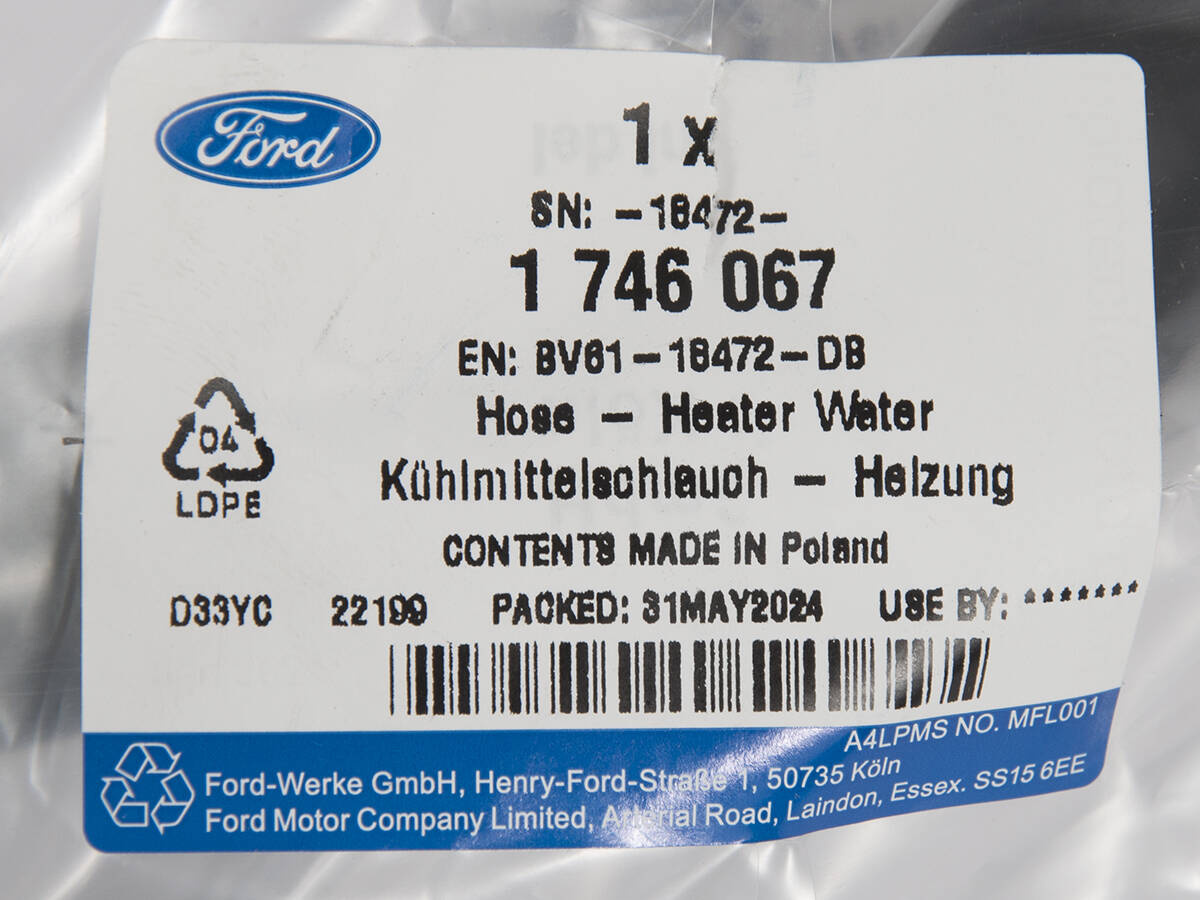 Ford
1 x
SN: -18472-
1 746 067
EN: BV61-18472-DB
Hose - Heater Water
Kühlmittelschlauch - Heizung
04
LDPE
CONTENTS MADE IN Poland
D33YC 22199 PACKED: 31MAY2024 USE BY: *******
A4LPMS NO. MFL001
Ford-Werke GmbH, Henry-Ford-Straße 1, 50735 Köln
Ford Motor Company Limited, Arterial Road, Laindon, Essex. SS15 6EE